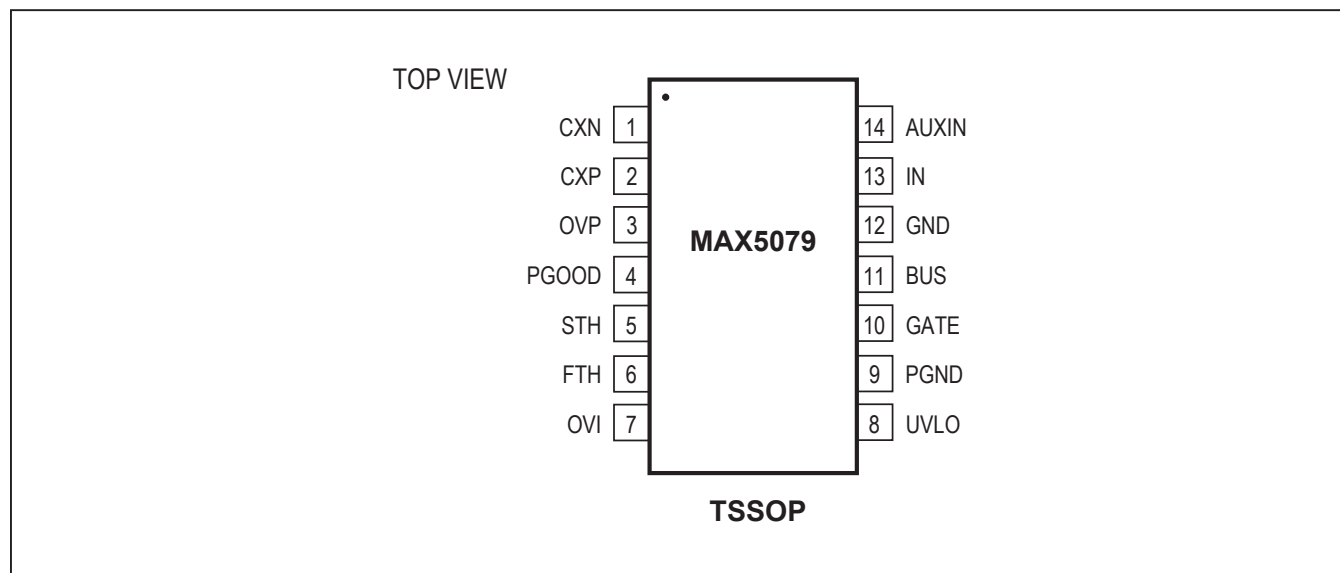 TOP VIEW
CXN 1
CXP 2
OVP 3
PGOOD 4
STH 5
FTH 6
OVI 7
MAX5079
14 AUXIN
13 IN
12 GND
11 BUS
10 GATE
9 PGND
8 UVLO
TSSOP